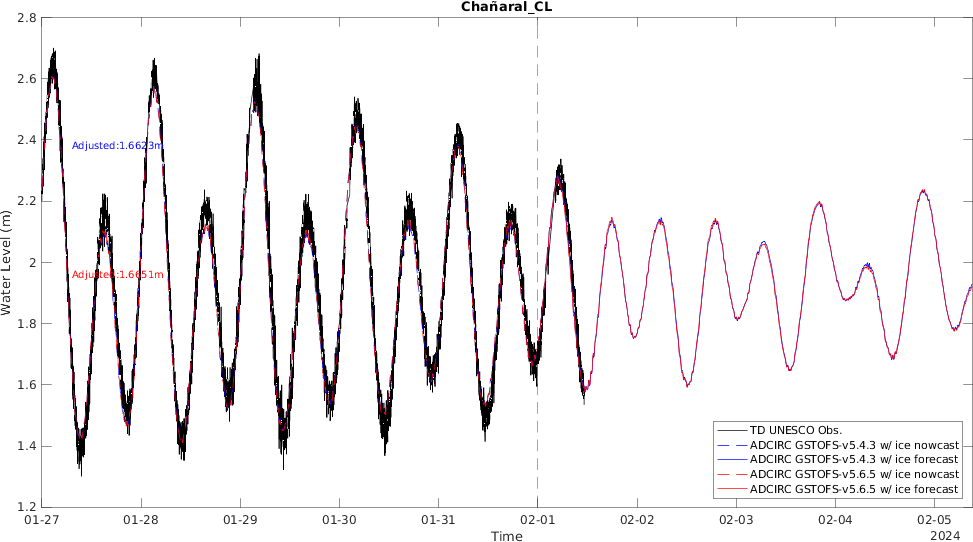 Chañaral_CL
2.8
2.6
2.4
2.2
2
1.8
1.6
1.4
1.2
Water Level (m)
Adjusted:1.6623m
Adjusted:1.6651m
TD UNESCO Obs.
ADCIRC GSTOFS-v5.4.3 w/ ice nowcast
ADCIRC GSTOFS-v5.4.3 w/ ice forecast
ADCIRC GSTOFS-v5.6.5 w/ ice nowcast
ADCIRC GSTOFS-v5.6.5 w/ ice forecast
01-27 01-28 01-29 01-30 01-31 02-01 02-02 02-03 02-04 02-05
Time
2024